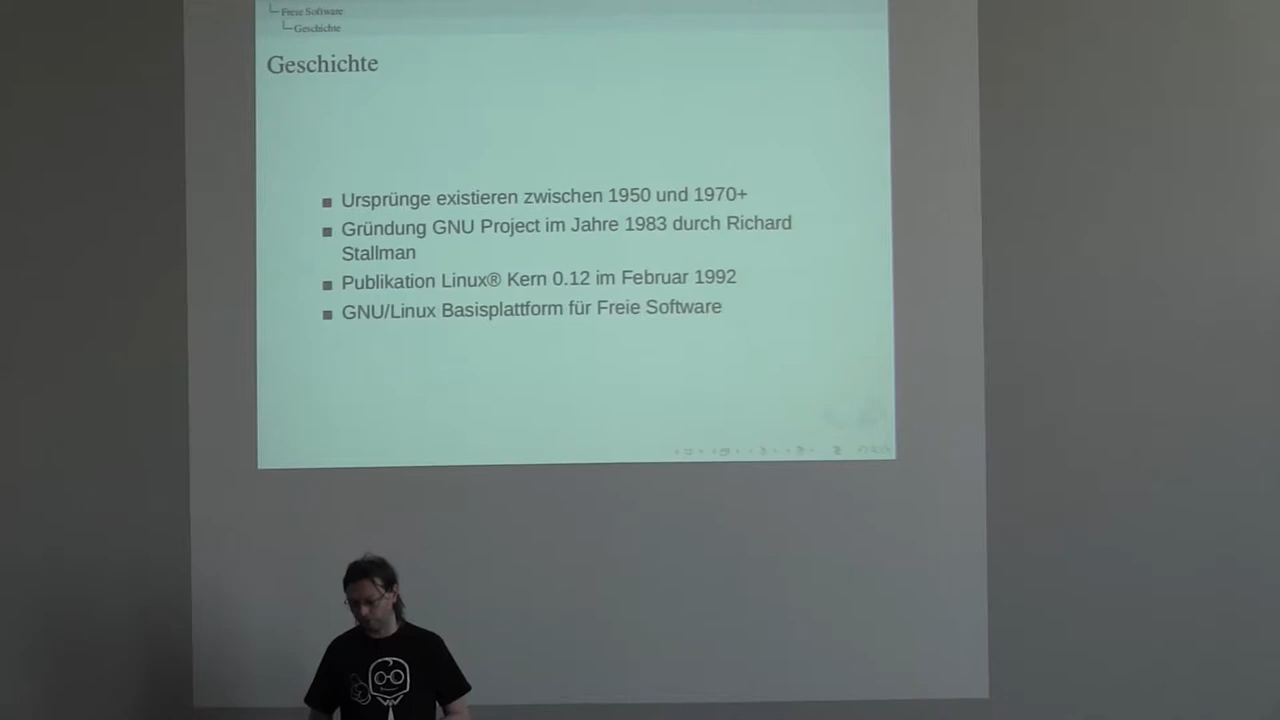 Freie Software
Geschichte
Geschichte
Ursprünge existieren zwischen 1950 und 1970+
Gründung GNU Project im Jahre 1983 durch Richard
Stallman
Publikation Linux® Kern 0.12 im Februar 1992
GNU/Linux Basisplattform für Freie Software